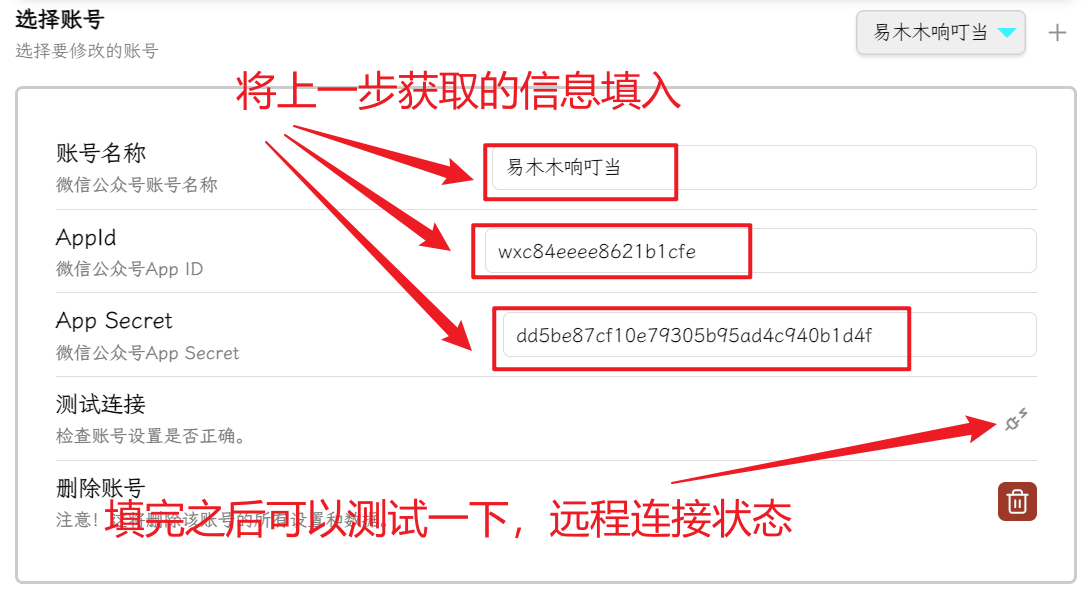 选择账号
选择要修改的账号
易木木响叮当
将上一步获取的信息填入
账号名称
微信公众号账号名称
易木木响叮当
AppId
微信公众号App ID
wxc84eeee8621b1cfe
App Secret
微信公众号App Secret
dd5be87cf10e79305b95ad4c940b1d4f
测试连接
检查账号设置是否正确。
删除账号
注意！这将删除该账号的所有设置和数据。
填完之后可以测试一下，远程连接状态